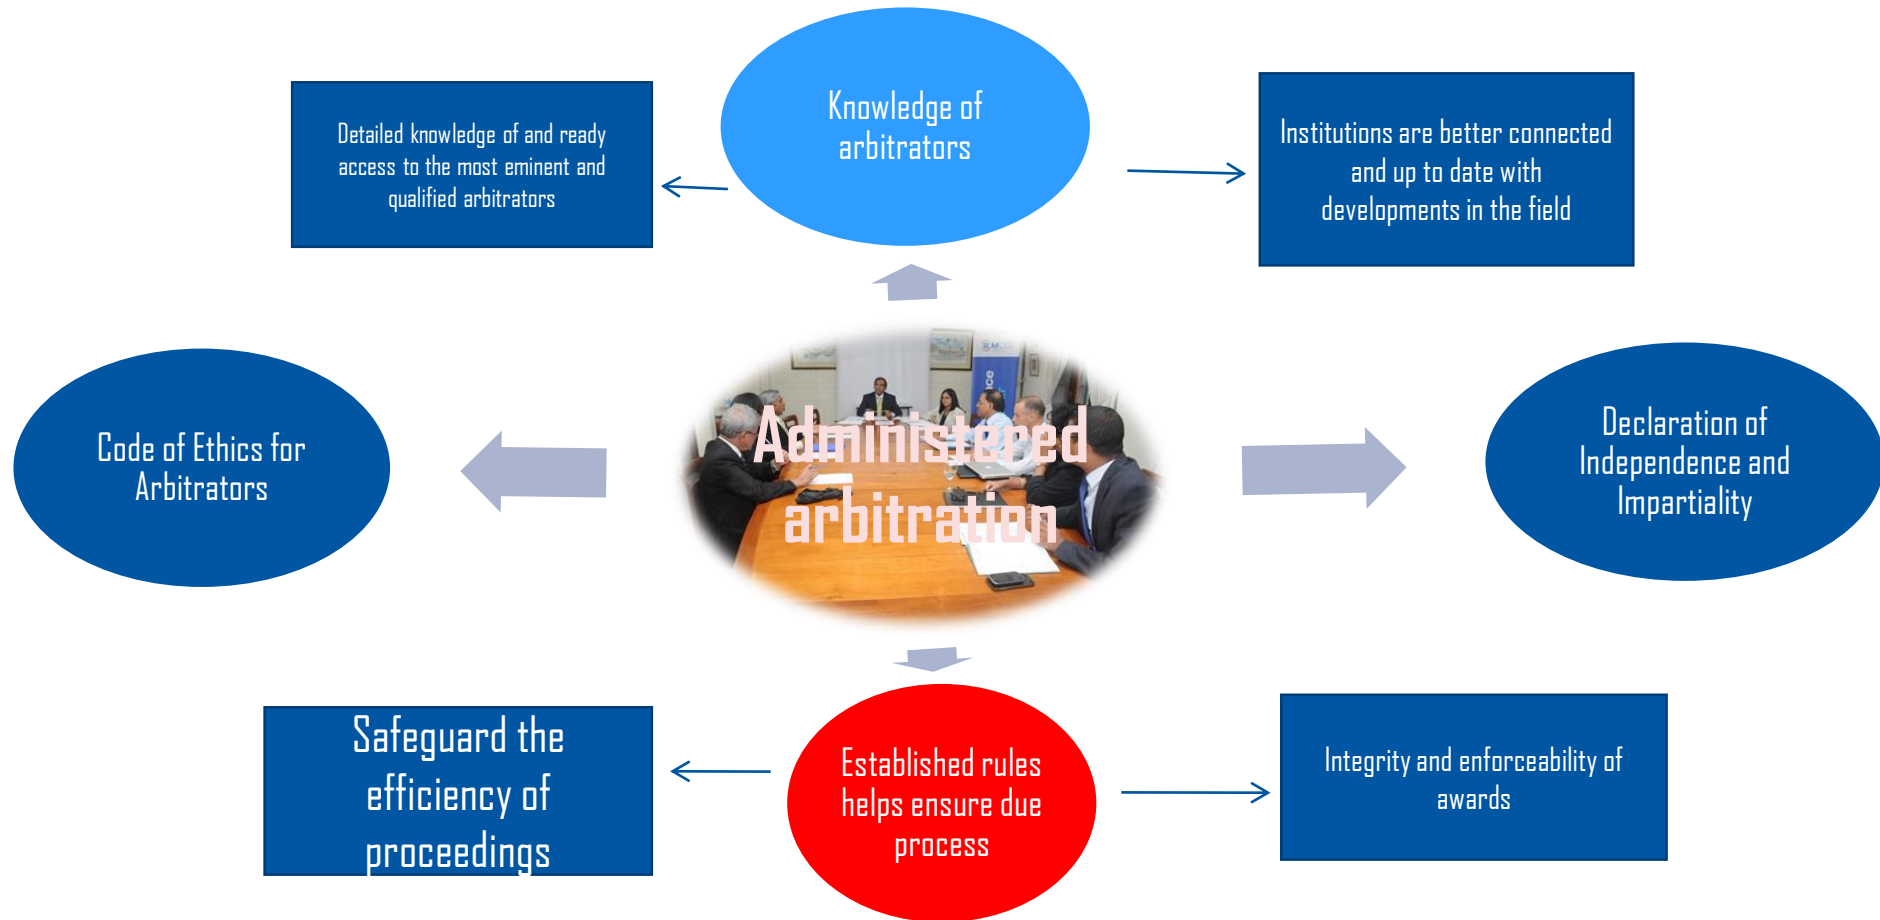 Knowledge of
arbitrators
Detailed knowledge of and ready
access to the most eminent and
qualified arbitrators
Institutions are better connected
and up to date with
developments in the field
Code of Ethics for
Arbitrators
Administered
arbitration
Declaration of
Independence and
Impartiality
Safeguard the
efficiency of
proceedings
Established rules
helps ensure due
process
Integrity and enforceability of
awards